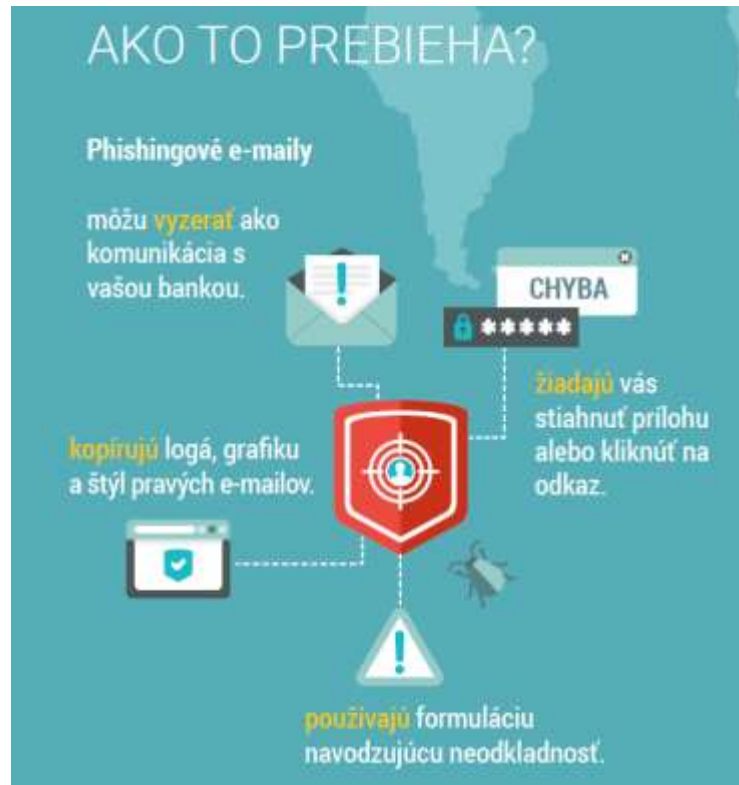 AKO TO PREBIEHA?
Phishingové e-maily
môžu vyzerať ako
komunikácia s
vašou bankou.
CHYBA
*****
žiadajú vás
stiahnuť prílohu
alebo kliknúť na
odkaz.
kopírujú logá, grafiku
a štýl pravých e-mailov.
používajú formuláciu
navodzujúcu neodkladnosť.